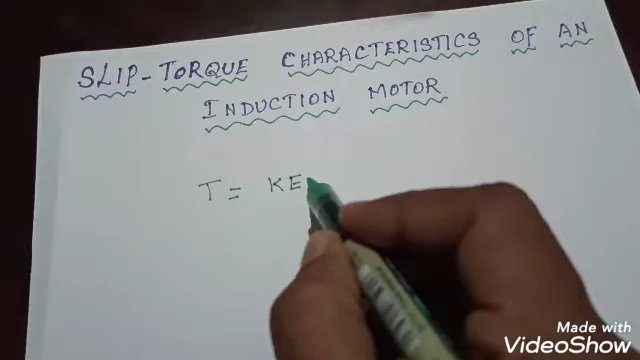 SLIP-TORQUE CHARACTERISTICS OF AN
INDUCTION MOTOR
T = KE
Made with
VideoShow